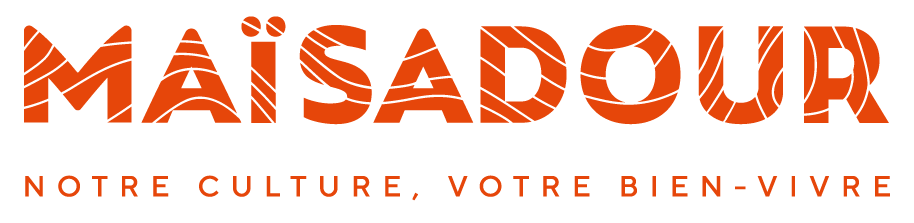 MAÏSADOUR
NOTRE CULTURE, VOTRE BIEN-VIVRE